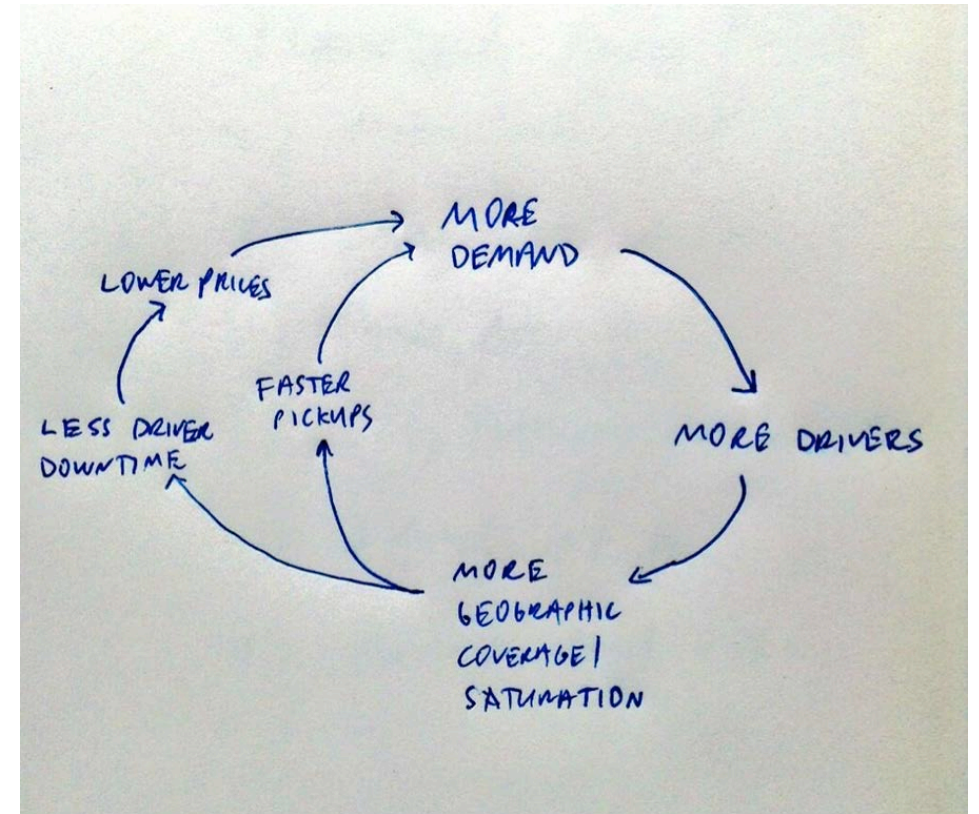 MORE
DEMAND
LOWER PRICES
FASTER
PICKUPS
LESS DRIVER
DOWNTIME
MORE DRIVERS
MORE
GEOGRAPHIC
COVERAGE/
SATURATION